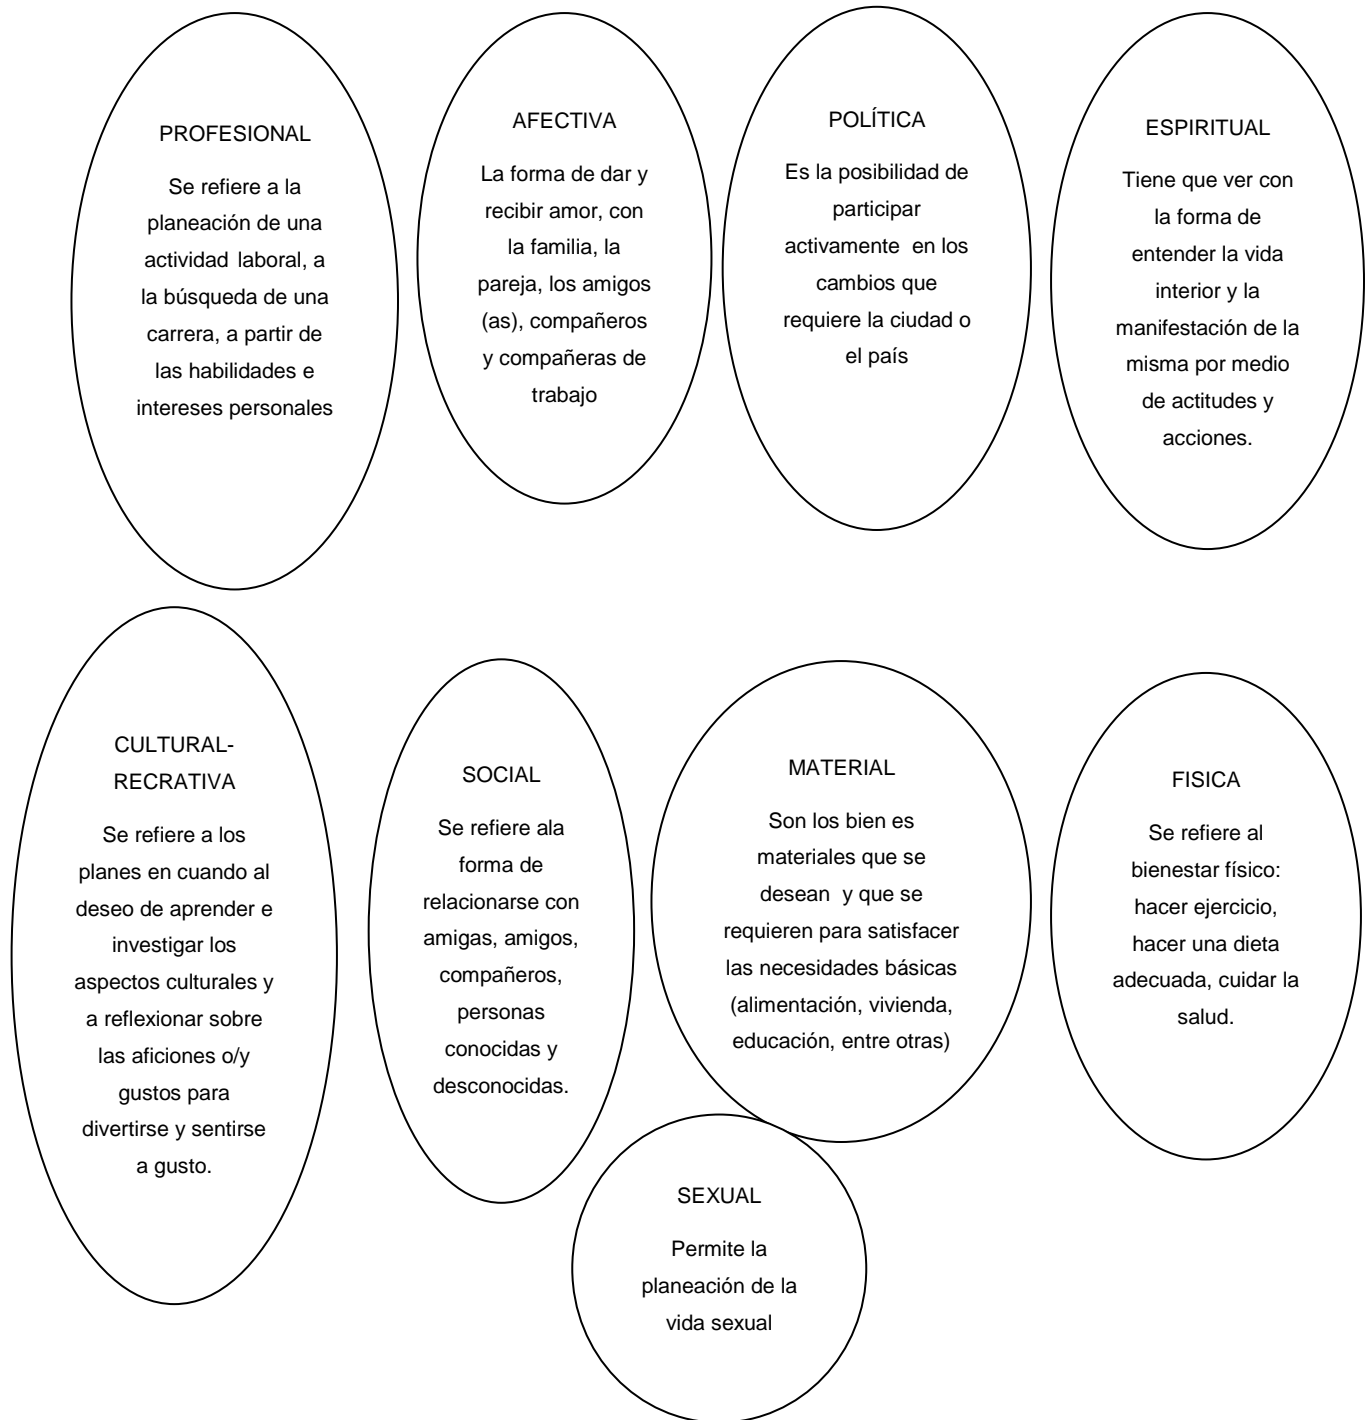 PROFESIONAL
Se refiere a la
planeación de una
actividad laboral, a
la búsqueda de una
carrera, a partir de
las habilidades e
intereses personales
AFECTIVA
La forma de dar y
recibir amor, con
la familia, la
pareja, los amigos
(as), compañeros
y compañeras de
trabajo
POLÍTICA
Es la posibilidad de
participar
activamente en los
cambios que
requiere la ciudad o
el país
ESPIRITUAL
Tiene que ver con
la forma de
entender la vida
interior y la
manifestación de la
misma por medio
de actitudes y
acciones.
CULTURAL-
RECRATIVA
Se refiere a los
planes en cuando al
deseo de aprender e
investigar los
aspectos culturales y
a reflexionar sobre
las aficiones o/y
gustos para
divertirse y sentirse
a gusto.
SOCIAL
Se refiere ala
forma de
relacionarse con
amigas, amigos,
compañeros,
personas
conocidas y
desconocidas.
MATERIAL
Son los bien es
materiales que se
desean y que se
requieren para satisfacer
las necesidades básicas
(alimentación, vivienda,
educación, entre otras)
FISICA
Se refiere al
bienestar físico:
hacer ejercicio,
hacer una dieta
adecuada, cuidar la
salud.
SEXUAL
Permite la
planeación de la
vida sexual